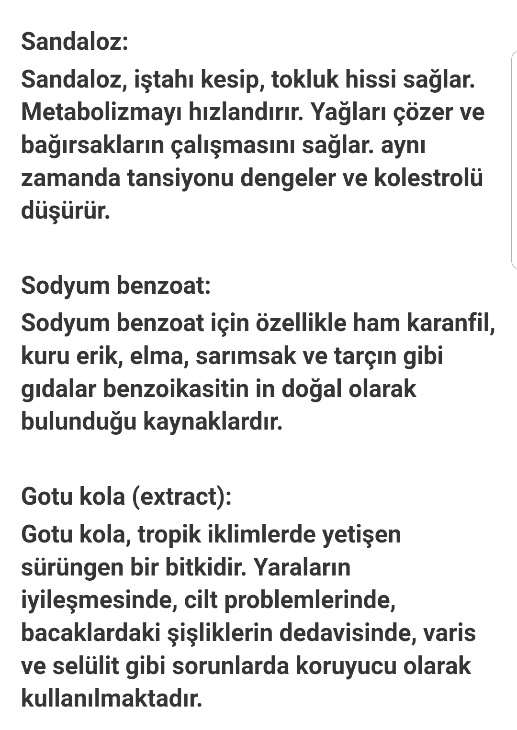 Sandaloz:
Sandaloz, iştahı kesip, tokluk hissi sağlar.
Metabolizmayı hızlandırır. Yağları çözer ve
bağırsakların çalışmasını sağlar. aynı
zamanda tansiyonu dengeler ve kolestrolü
düşürür.
Sodyum benzoat:
Sodyum benzoat için özellikle ham karanfil,
kuru erik, elma, sarımsak ve tarçın gibi
gıdalar benzoikasitin in doğal olarak
bulunduğu kaynaklardır.
Gotu kola (extract):
Gotu kola, tropik iklimlerde yetişen
sürüngen bir bitkidir. Yaraların
iyileşmesinde, cilt problemlerinde,
bacaklardaki şişliklerin dedavisinde, varis
ve selülit gibi sorunlarda koruyucu olarak
kullanılmaktadır.